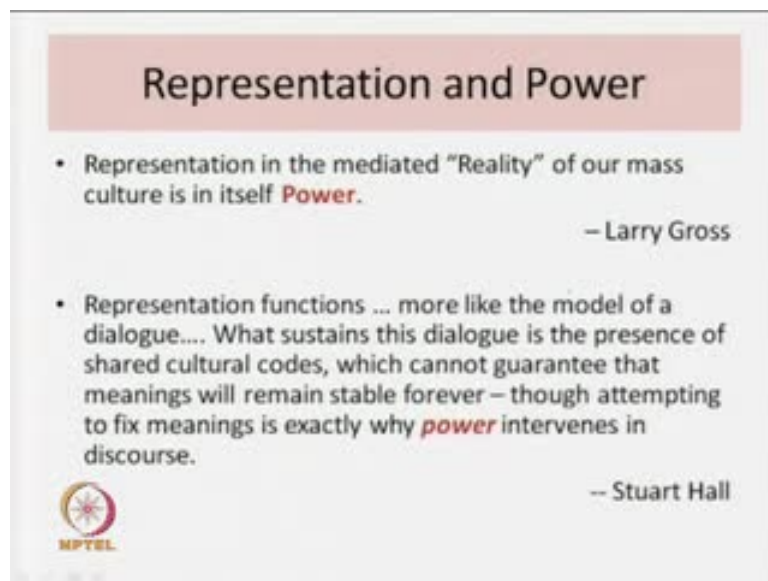 Representation and Power
• Representation in the mediated "Reality" of our mass
culture is in itself Power.
– Larry Gross
• Representation functions ... more like the model of a
dialogue.... What sustains this dialogue is the presence of
shared cultural codes, which cannot guarantee that
meanings will remain stable forever – though attempting
to fix meanings is exactly why power intervenes in
discourse.
-- Stuart Hall
NPTEL